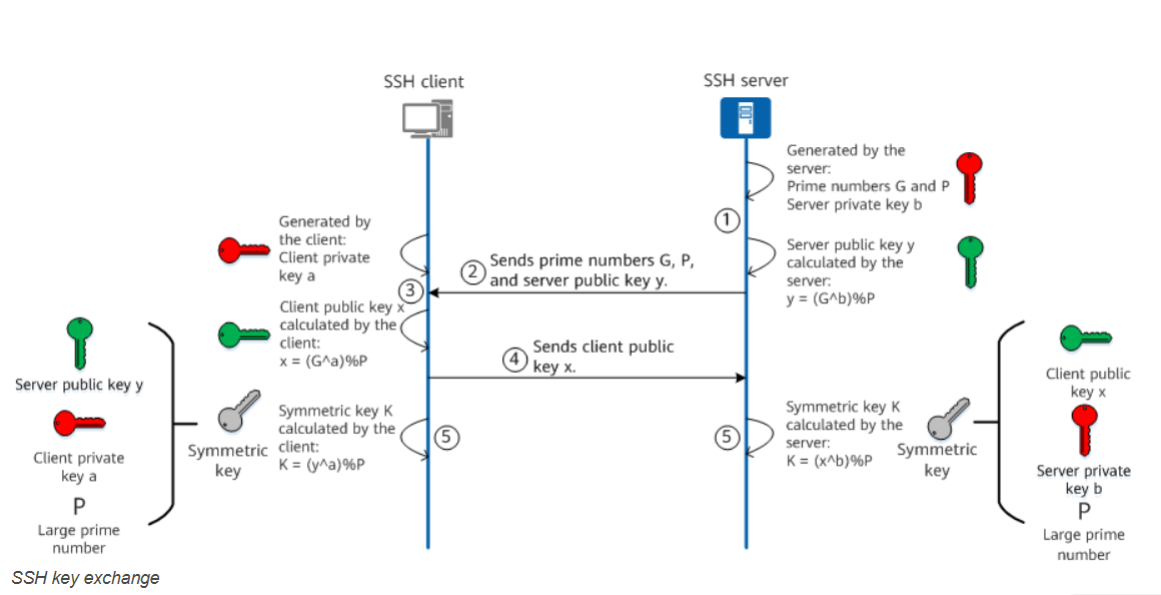 SSH client
SSH server
Generated by the
server:
Prime numbers G and P
Server private key b
1
Server public key y
calculated by the
server:
y = (G^b)%P
Generated by
the client:
Client private
key a
2
Sends prime numbers G, P,
and server public key y.
3
Client public key x
calculated by the
client:
x = (G^a)%P
4
Sends client public
key x.
Symmetric key K
calculated by the
client:
K = (y^a)%P
5
5
Symmetric key K
calculated by the
server:
K = (x^b)%P
Server public key y
Client private
key a
P
Large prime
number
Symmetric
key
Symmetric
key
Client public
key x
Server private
key b
P
Large prime
number
SSH key exchange